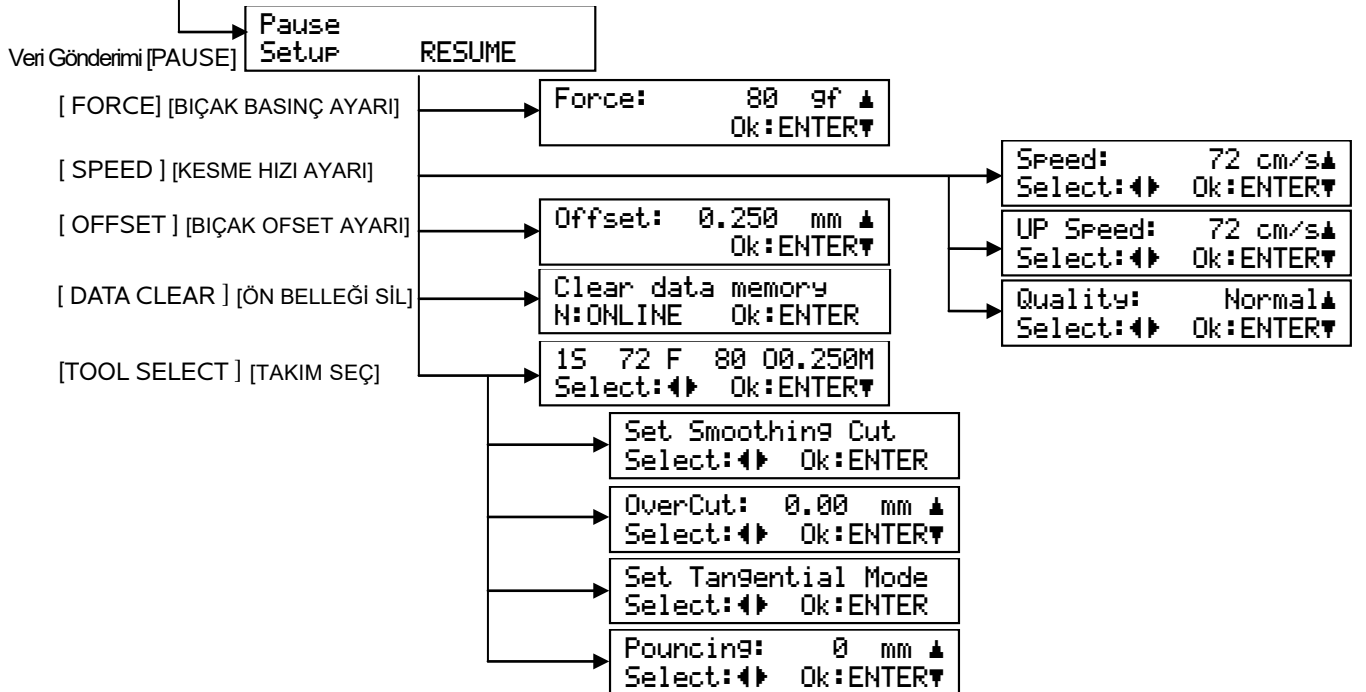 Pause
Setup RESUME
Veri Gönderimi [PAUSE]
[ FORCE] [BIÇAK BASINÇ AYARI]
Force: 80 gf ▲
Ok:ENTER▼
[ SPEED ] [KESME HIZI AYARI]
Speed: 72 cm/s▲
Select:◀▶ Ok:ENTER▼
UP Speed: 72 cm/s▲
Select:◀▶ Ok:ENTER▼
Quality: Normal▲
Select:◀▶ Ok:ENTER▼
[ OFFSET ] [BIÇAK OFSET AYARI]
Offset: 0.250 mm ▲
Ok:ENTER▼
[ DATA CLEAR ] [ÖN BELLEĞİ SİL]
Clear data memory
N:ONLINE Ok:ENTER
[TOOL SELECT ] [TAKIM SEÇ]
1S 72 F 80 O0.250M
Select:◀▶ Ok:ENTER▼
Set Smoothing Cut
Select:◀▶ Ok:ENTER
OverCut: 0.00 mm ▲
Select:◀▶ Ok:ENTER▼
Set Tangential Mode
Select:◀▶ Ok:ENTER
Pouncing: 0 mm ▲
Select:◀▶ Ok:ENTER▼